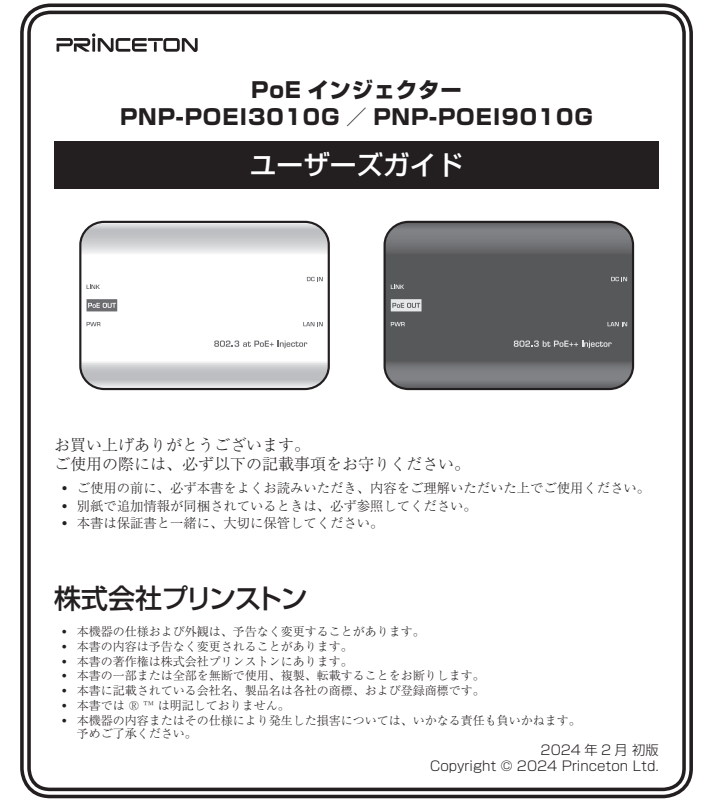 PRINCETON
PoE インジェクター
PNP-POEI3010G ／ PNP-POEI9010G
ユーザーズガイド
LINK
PoE OUT
PWR
DC IN
LAN IN
802.3 at PoE+ Injector
LINK
PoE OUT
PWR
DC IN
LAN IN
802.3 bt PoE++ Injector
お買い上げありがとうございます。
ご使用の際には、必ず以下の記載事項をお守りください。
• ご使用の前に、必ず本書をよくお読みいただき、内容をご理解いただいた上でご使用ください。
• 別紙で追加情報が同梱されているときは、必ず参照してください。
• 本書は保証書と一緒に、大切に保管してください。
株式会社プリンストン
• 本機器の仕様および外観は、予告なく変更することがあります。
• 本書の内容は予告なく変更されることがあります。
• 本書の著作権は株式会社プリンストンにあります。
• 本書の一部または全部を無断で使用、複製、転載することをお断りします。
• 本書に記載されている会社名、製品名は各社の商標、および登録商標です。
• 本書では ® ™ は明記しておりません。
• 本機器の内容またはその仕様により発生した損害については、いかなる責任も負いかねます。
予めご了承ください。
2024 年 2 月 初版
Copyright © 2024 Princeton Ltd.